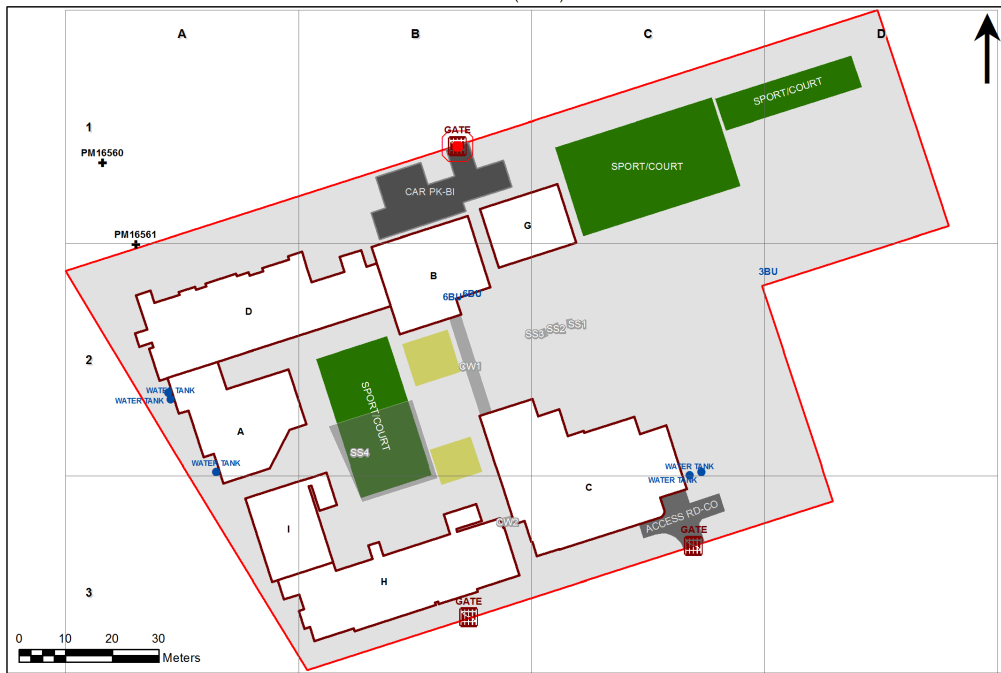 A
B
C
D
1
GATE
PM16560
SPORT/COURT
SPORT/COURT
CAR PK-BI
G
PM16561
B
3BU
6BU
6BU
D
SS3
SS2
SS1
2
CW1
WATER TANK
WATER TANK
SPORT/COURT
A
SS4
WATER TANK
WATER TANK
WATER TANK
C
ACCESS RD-CO
CW2
I
GATE
H
3
GATE
0
10
20
30
Meters